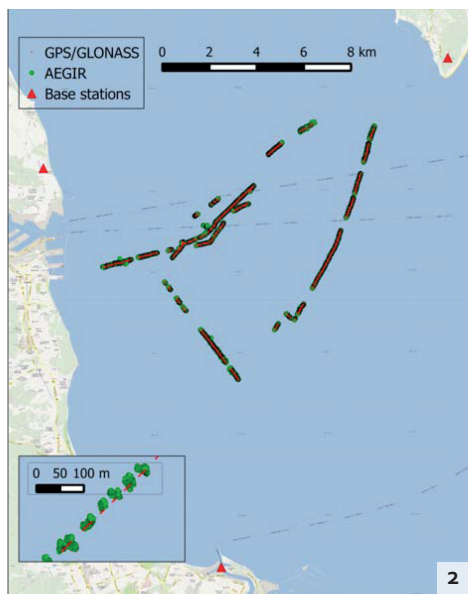 GPS/GLONASS
AEGIR
Base stations
0 2 4 6 8 km
0 50 100 m
2